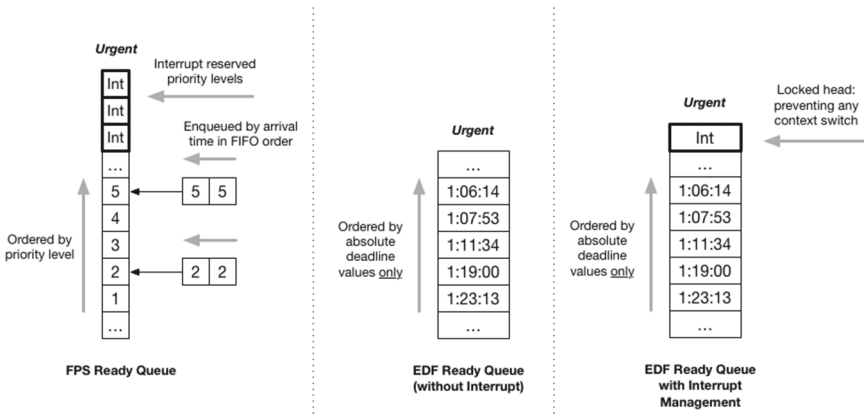 Urgent
Int
Int
Int
...
5
4
3
2
1
...
Interrupt reserved
priority levels
Enqueued by arrival
time in FIFO order
5 5
2 2
Ordered by
priority level
FPS Ready Queue
Urgent
...
1:06:14
1:07:53
1:11:34
1:19:00
1:23:13
...
Ordered by
absolute
deadline
values only
EDF Ready Queue
(without Interrupt)
Urgent
Int
...
1:06:14
1:07:53
1:11:34
1:19:00
1:23:13
...
Locked head:
preventing any
context switch
Ordered by
absolute
deadline
values only
EDF Ready Queue
with Interrupt
Management